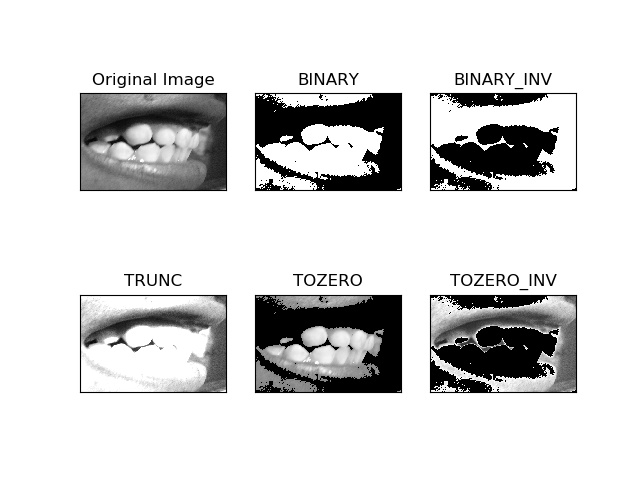 Original Image
BINARY
BINARY_INV
TRUNC
TOZERO
TOZERO_INV